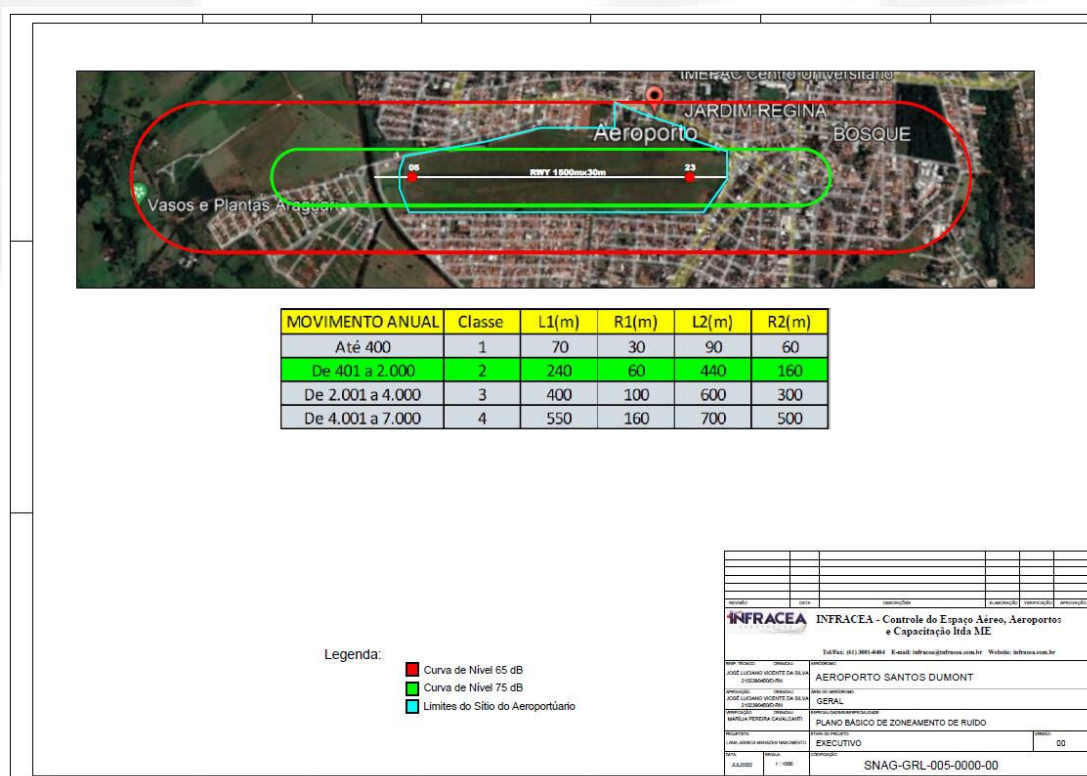 IMEPAC Centro Universitário
JARDIM REGINA
Aeroporto
BOSQUE
23
RWY 1500mx30m
Vasos e Plantas
MOVIMENTO ANUAL Classe L1(m) R1(m) L2(m) R2(m)
Até 400 1 70 30 90 60
De 401 a 2.000 2 240 60 440 160
De 2.001 a 4.000 3 400 100 600 300
De 4.001 a 7.000 4 550 160 700 500
Legenda:
Curva de Nível 65 dB
Curva de Nível 75 dB
Limites do Sítio do Aeroportúario
REVISÃO DATA DESCRIÇÕES ELABORAÇÃO VERIFICAÇÃO APROVAÇÃO
INFRACEA
INFRACEA - Controle do Espaço Aéreo, Aeroportos
e Capacitação ltda ME
Tel/Fax: (61) 3081-0484 E-mail: infracea@infracea.com.br Website: infracea.com.br
JOSÉ LUCIANO VICENTE DA SILVA
AEROPORTO SANTOS DUMONT
JOSÉ LUCIANO VICENTE DA SILVA
GERAL
MARÍLIA PEREIRA CAVALCANTI
PLANO BÁSICO DE ZONEAMENTO DE RUÍDO
EXECUTIVO
00
SNAG-GRL-005-0000-00